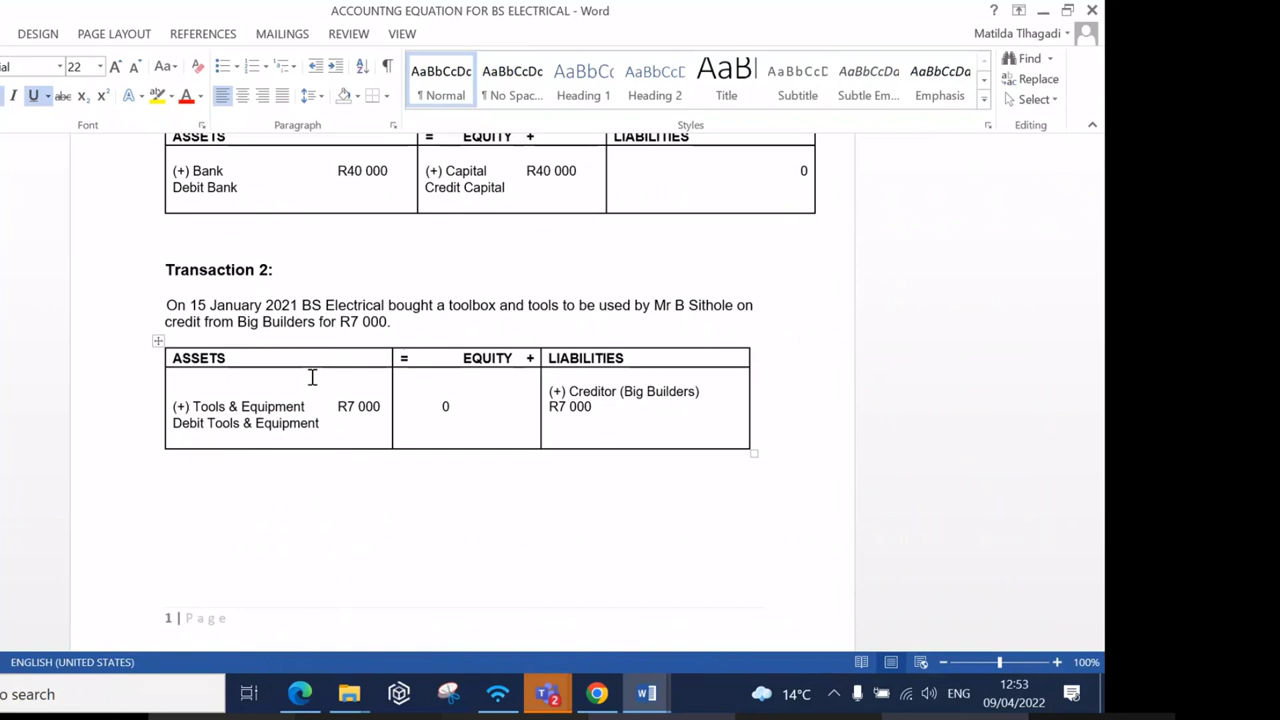 ACCOUNTNG EQUATION FOR BS ELECTRICAL - Word
DESIGN PAGE LAYOUT REFERENCES MAILINGS REVIEW VIEW
Matilda Tlhagadi
ial 22 Aa
AaBbCcDc AaBbCcDc AaBbCc AaBbCcC AaB AaBbCcD AaBbCcDa AaBbCcDa
¶ Normal ¶ No Spac... Heading 1 Heading 2 Title Subtitle Subtle Em... Emphasis
Find
Replace
Select
Font Paragraph Styles Editing
ASSETS = EQUITY + LIABILITIES
(+) Bank R40 000 (+) Capital R40 000 0
Debit Bank Credit Capital
Transaction 2:
On 15 January 2021 BS Electrical bought a toolbox and tools to be used by Mr B Sithole on
credit from Big Builders for R7 000.
ASSETS = EQUITY + LIABILITIES
(+) Creditor (Big Builders)
(+) Tools & Equipment R7 000 0 R7 000
Debit Tools & Equipment
1 | Page
ENGLISH (UNITED STATES) 100%
o search 2 14°C ENG 12:53
09/04/2022